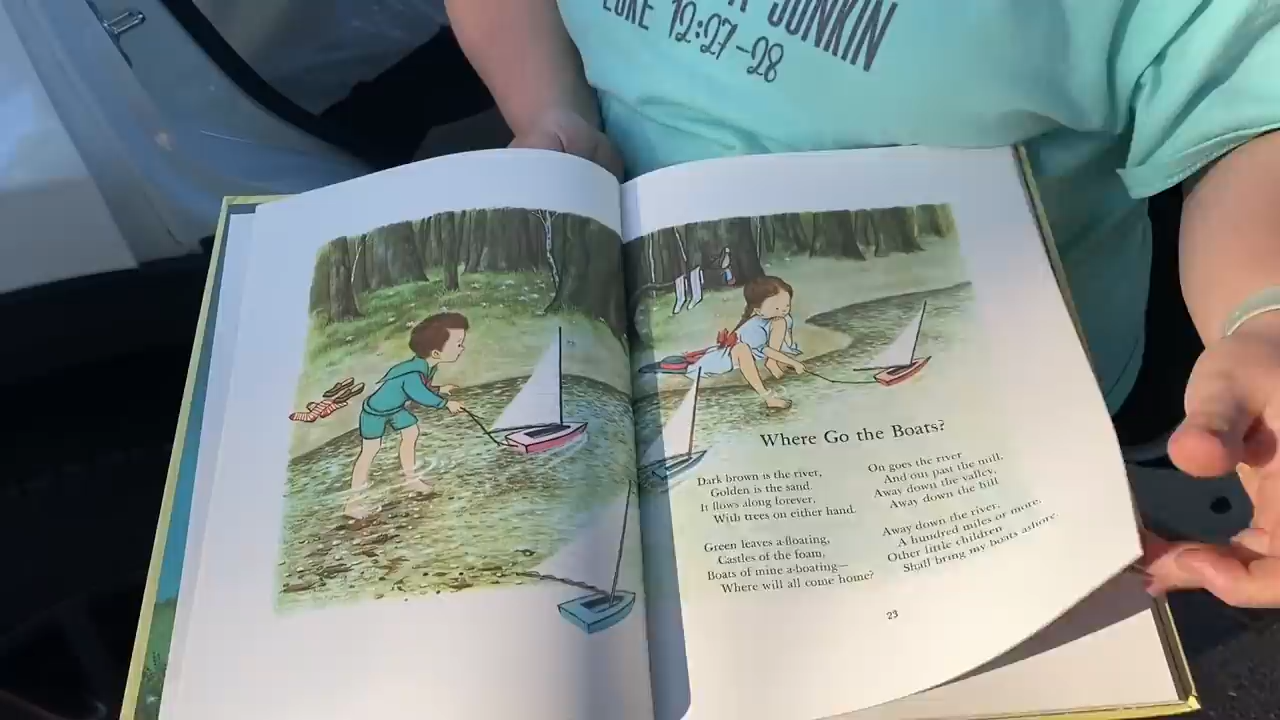 JUNKIN
LUKE 12:27-28
Where Go the Boats?
Dark brown is the river,
Golden is the sand.
It flows along forever,
With trees on either hand.
Green leaves a-floating,
Castles of the foam,
Boats of mine a-boating—
Where will all come home?
On goes the river
And out past the mill,
Away down the valley,
Away down the hill
Away down the river,
A hundred miles or more,
Other little children
Shall bring my boats ashore.
23